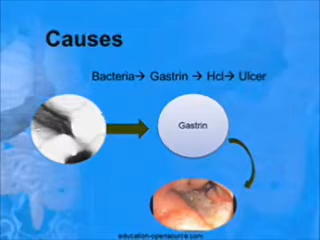 Causes
Bacteria→ Gastrin → Hcl→ Ulcer
Gastrin
education-opensource.com